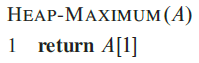 HEAP-MAXIMUM(A)
1 return A[1]